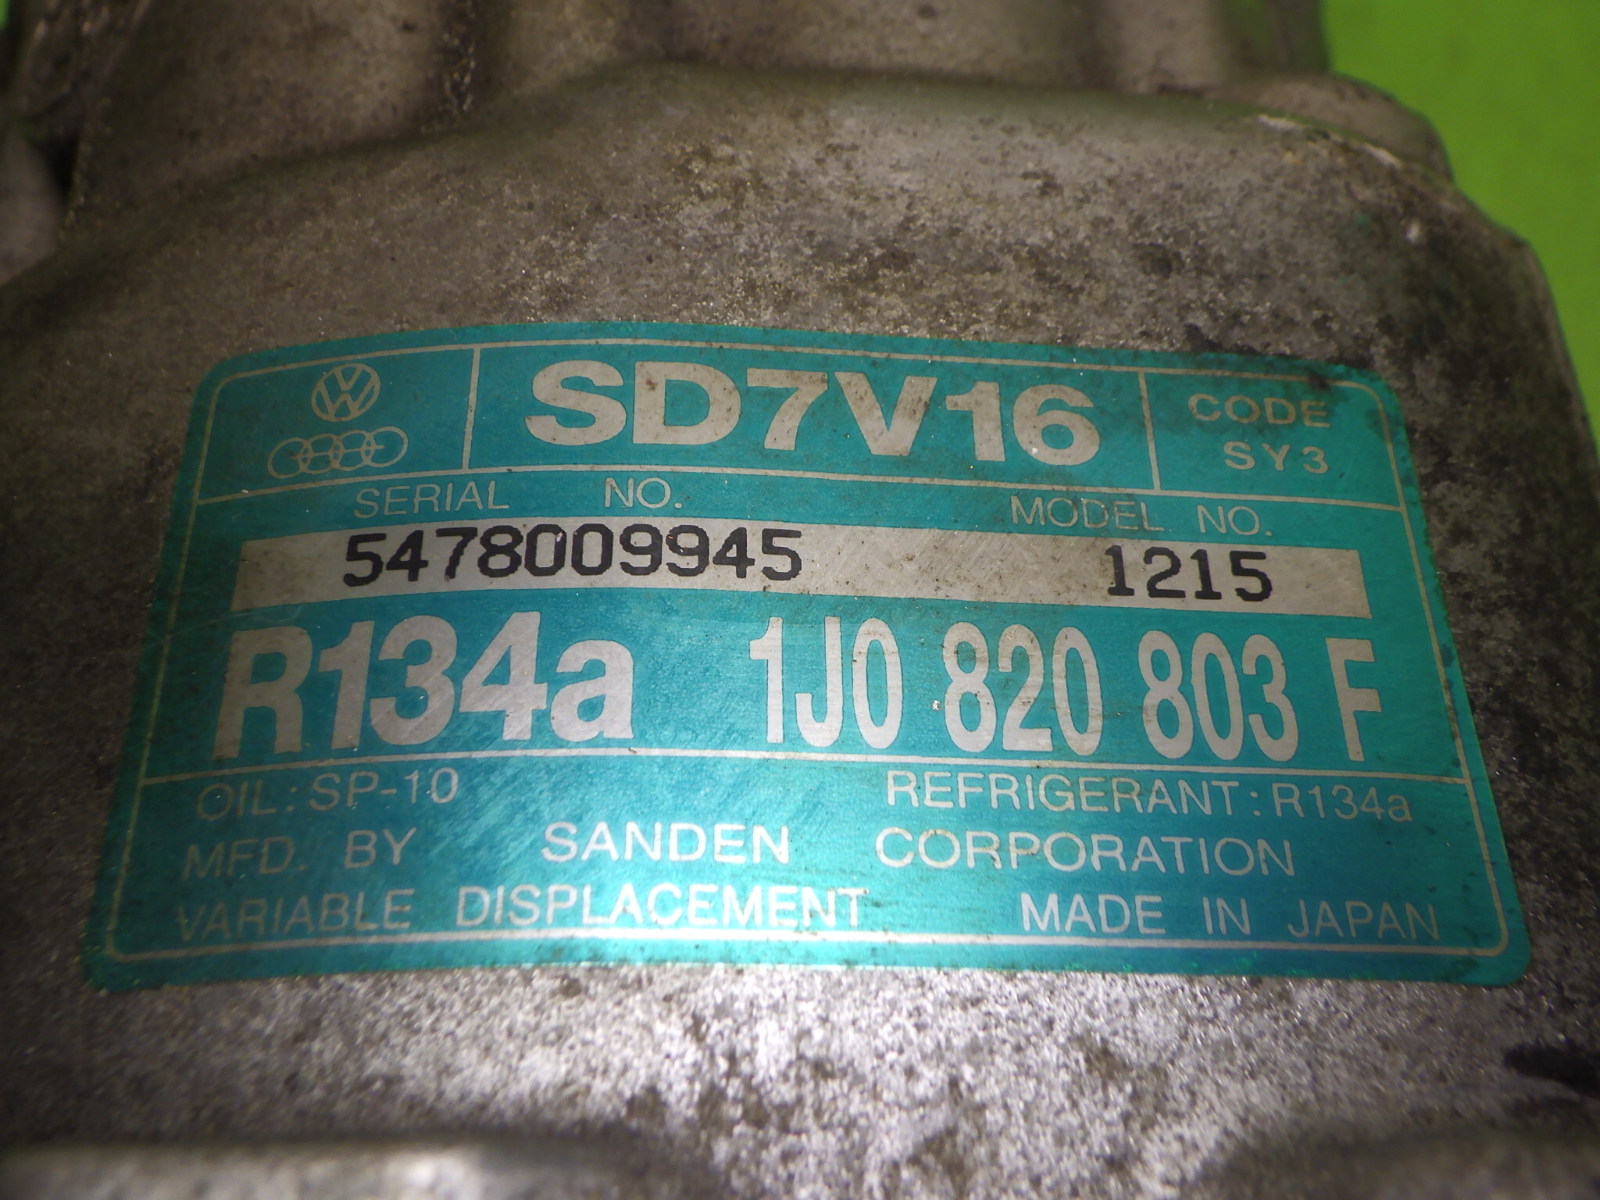 SD7V16
CODE
SY3
SERIAL NO. MODEL NO.
5478009945 1215
R134a 1J0 820 803 F
OIL: SP-10 REFRIGERANT: R134a
MFD. BY SANDEN CORPORATION
VARIABLE DISPLACEMENT MADE IN JAPAN